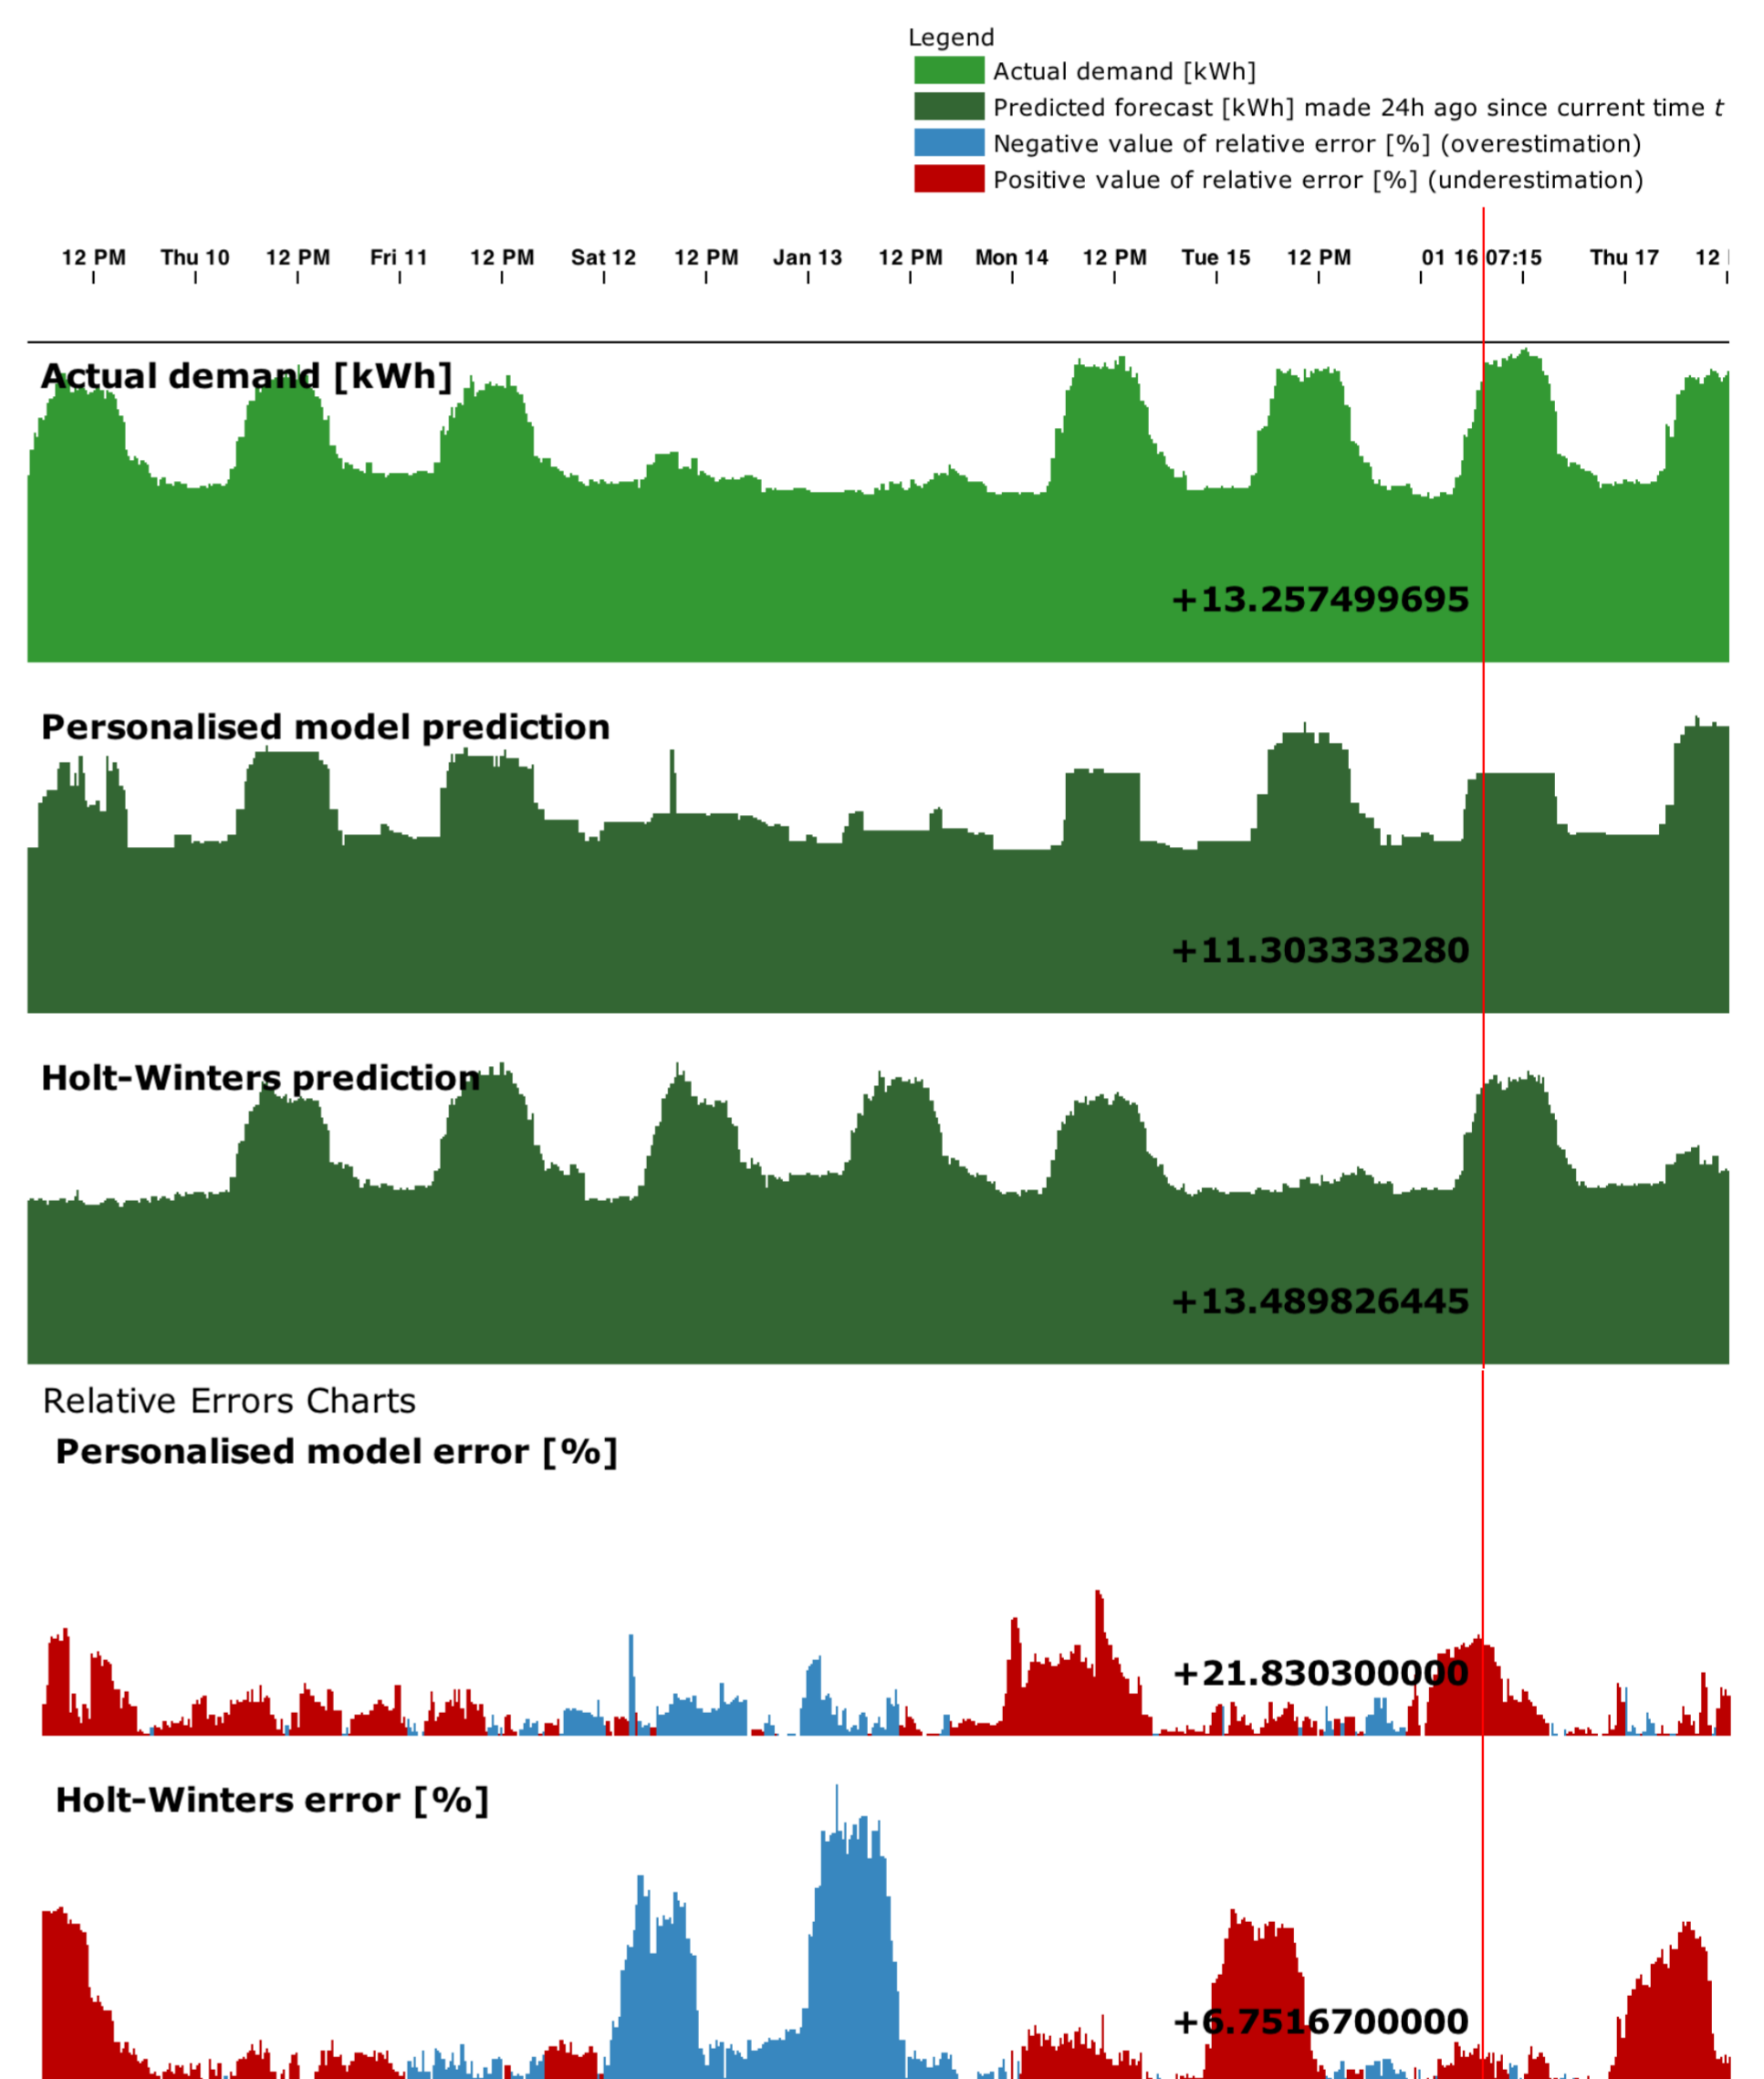 Legend
Actual demand [kWh]
Predicted forecast [kWh] made 24h ago since current time t
Negative value of relative error [%] (overestimation)
Positive value of relative error [%] (underestimation)
12 PM Thu 10 12 PM Fri 11 12 PM Sat 12 12 PM Jan 13 12 PM Mon 14 12 PM Tue 15 12 PM 01 16 07:15 Thu 17 12
Actual demand [kWh]
+13.257499695
Personalised model prediction
+11.303333280
Holt-Winters prediction
+13.489826445
Relative Errors Charts
Personalised model error [%]
+21.830300000
Holt-Winters error [%]
+6.7516700000